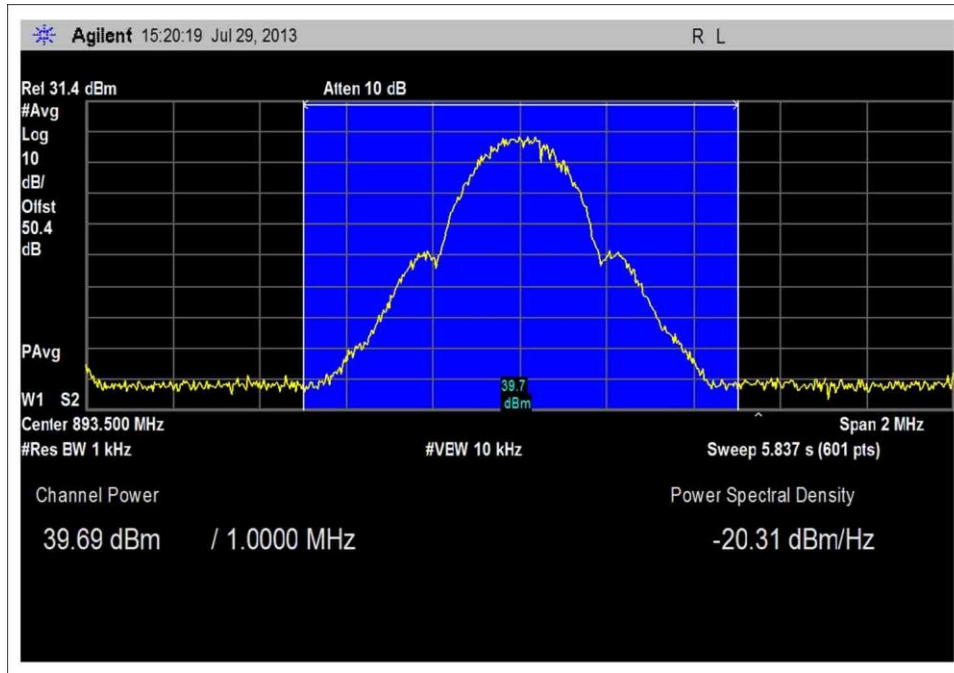 Agilent 15:20:19 Jul 29, 2013 R L
Ref 31.4 dBm Atten 10 dB
#Avg
Log
10
dB/
Offst
50.4
dB
39.7
dBm
PAvg
W1 S2
Center 893.500 MHz Span 2 MHz
#Res BW 1 kHz #VBW 10 kHz Sweep 5.837 s (601 pts)
Channel Power Power Spectral Density
39.69 dBm / 1.0000 MHz -20.31 dBm/Hz